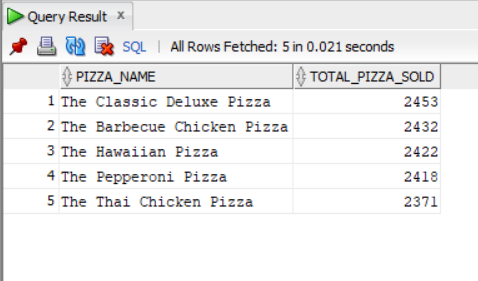 Query Result x
SQL | All Rows Fetched: 5 in 0.021 seconds
PIZZA_NAME TOTAL_PIZZA_SOLD
1 The Classic Deluxe Pizza 2453
2 The Barbecue Chicken Pizza 2432
3 The Hawaiian Pizza 2422
4 The Pepperoni Pizza 2418
5 The Thai Chicken Pizza 2371